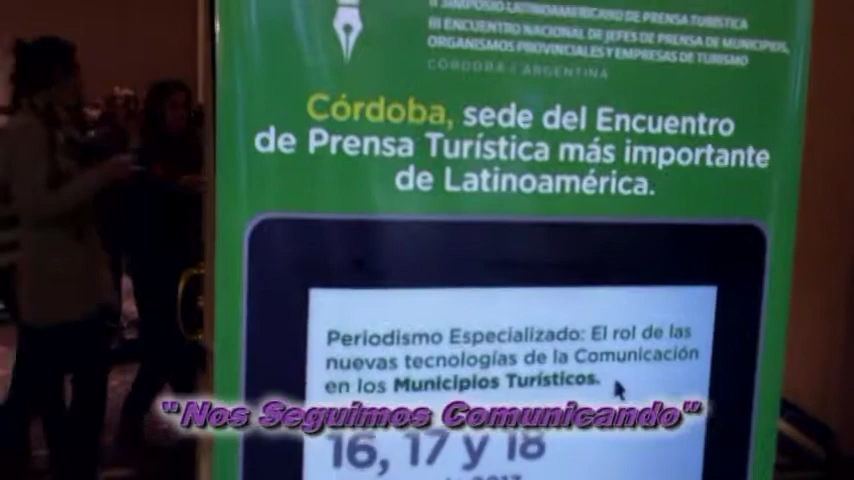 II SIMPOSIO LATINOAMERICANO DE PRENSA TURÍSTICA
III ENCUENTRO NACIONAL DE JEFES DE PRENSA DE MUNICIPIOS,
ORGANISMOS PROVINCIALES Y EMPRESAS DE TURISMO
CÓRDOBA / ARGENTINA
Córdoba, sede del Encuentro
de Prensa Turística más importante
de Latinoamérica.
Periodismo Especializado: El rol de las
nuevas tecnologías de la Comunicación
en los Municipios Turísticos.
"Nos Seguimos Comunicando"
16, 17 y 18